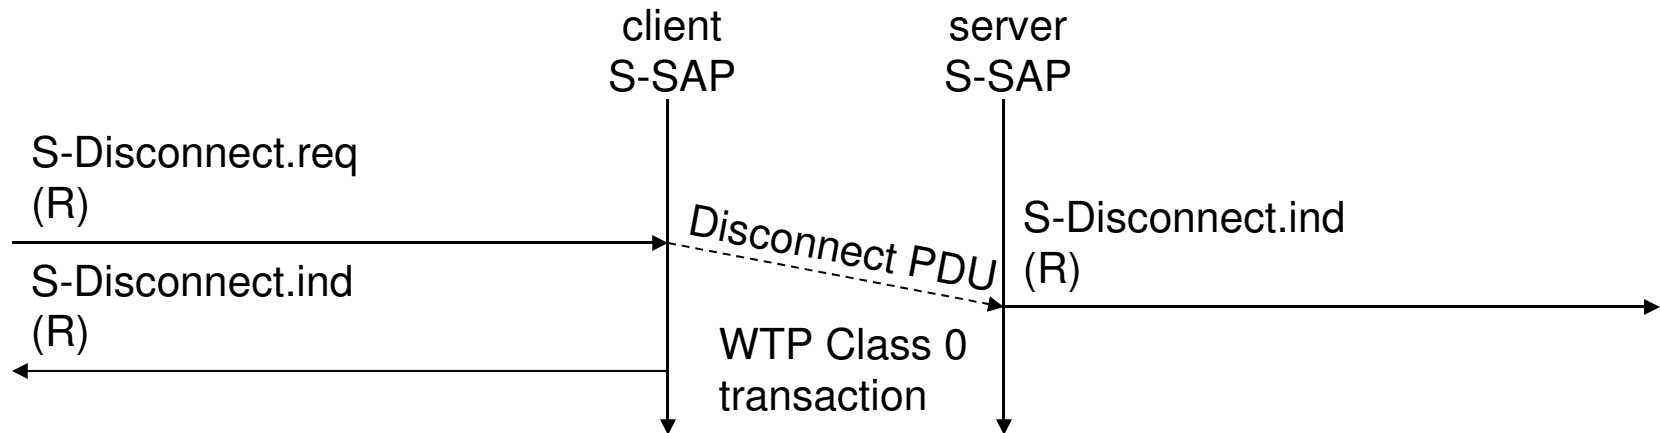 client
S-SAP
server
S-SAP
S-Disconnect.req
(R)
Disconnect PDU
S-Disconnect.ind
(R)
S-Disconnect.ind
(R)
WTP Class 0
transaction